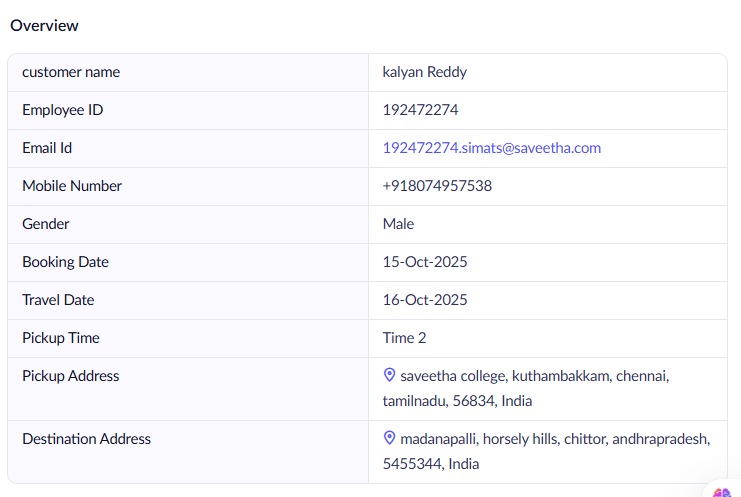 Overview
customer name
kalyan Reddy
Employee ID
192472274
Email Id
192472274.simats@saveetha.com
Mobile Number
+918074957538
Gender
Male
Booking Date
15-Oct-2025
Travel Date
16-Oct-2025
Pickup Time
Time 2
Pickup Address
saveetha college, kuthambakkam, chennai,
tamilnadu, 56834, India
Destination Address
madanapalli, horsely hills, chittor, andhrapradesh,
5455344, India